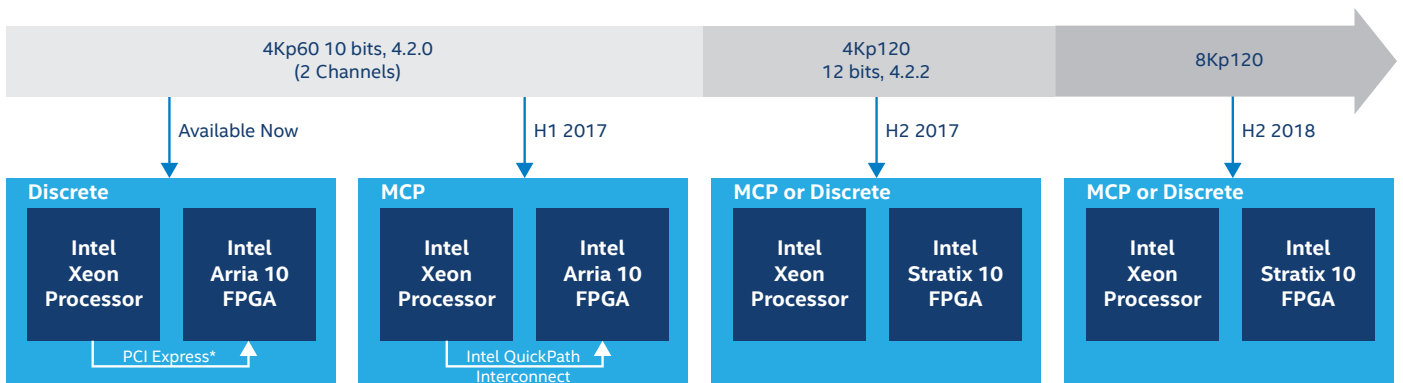 4Kp60 10 bits, 4.2.0
(2 Channels)
4Kp120
12 bits, 4.2.2
8Kp120
Available Now
H1 2017
H2 2017
H2 2018
Discrete
Intel
Xeon
Processor
Intel
Arria 10
FPGA
PCI Express*
MCP
Intel
Xeon
Processor
Intel
Arria 10
FPGA
Intel QuickPath
Interconnect
MCP or Discrete
Intel
Xeon
Processor
Intel
Stratix 10
FPGA
MCP or Discrete
Intel
Xeon
Processor
Intel
Stratix 10
FPGA